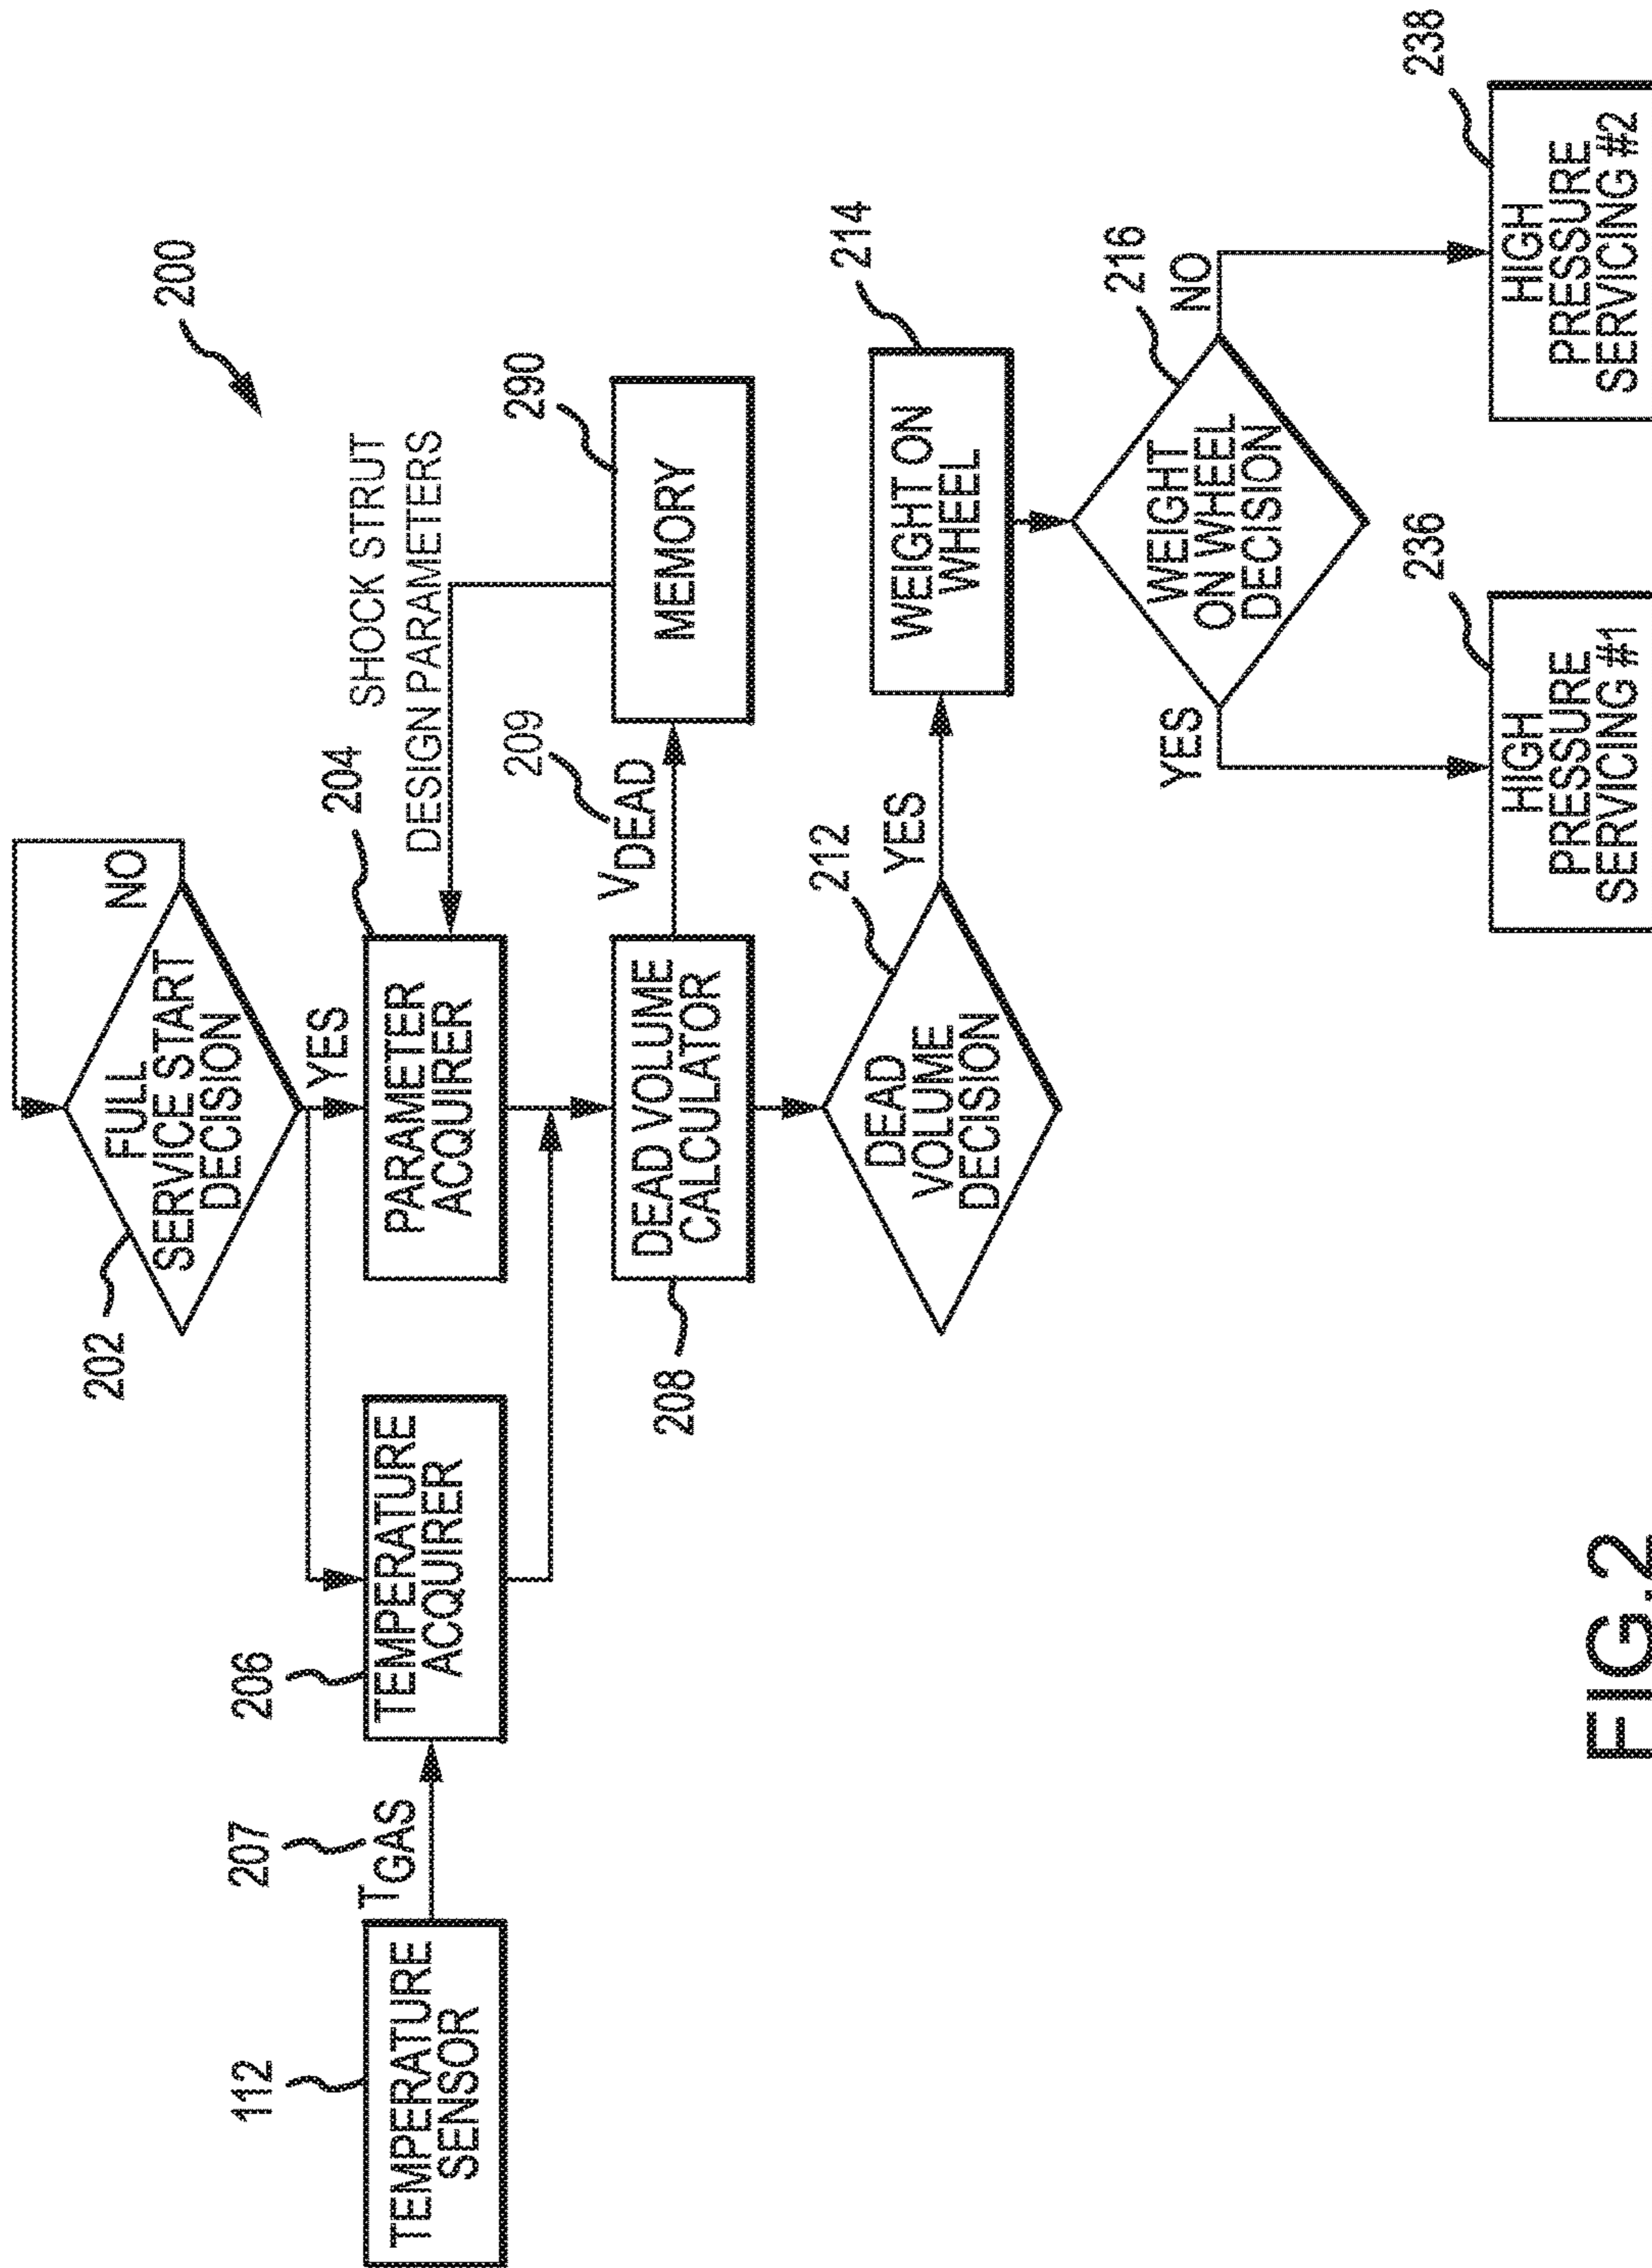 200
NO
FULL
SERVICE START
DECISION
202
YES
SHOCK STRUT
DESIGN PARAMETERS
204
PARAMETER
ACQUIRER
206
TEMPERATURE
ACQUIRER
207
TGAS
112
TEMPERATURE
SENSOR
290
MEMORY
209
VDEAD
DEAD VOLUME
CALCULATOR
208
212
DEAD
VOLUME
DECISION
YES
214
WEIGHT ON
WHEEL
216
WEIGHT
ON WHEEL
DECISION
YES
NO
236
HIGH
PRESSURE
SERVICING #1
238
HIGH
PRESSURE
SERVICING #2
FIG.2